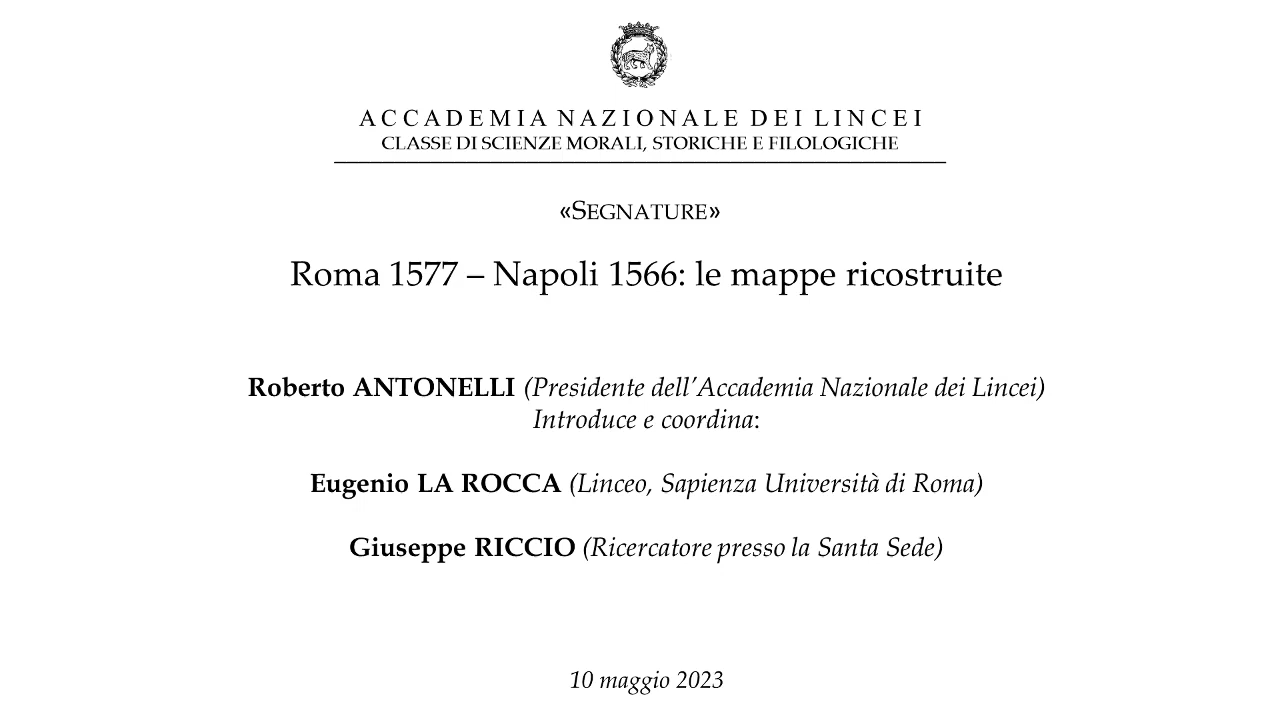 ACCADEMIA NAZIONALE DEI LINCEI
CLASSE DI SCIENZE MORALI, STORICHE E FILOLOGICHE
«SEGNATURE»
Roma 1577 – Napoli 1566: le mappe ricostruite
Roberto ANTONELLI (Presidente dell’Accademia Nazionale dei Lincei)
Introduce e coordina:
Eugenio LA ROCCA (Linceo, Sapienza Università di Roma)
Giuseppe RICCIO (Ricercatore presso la Santa Sede)
10 maggio 2023